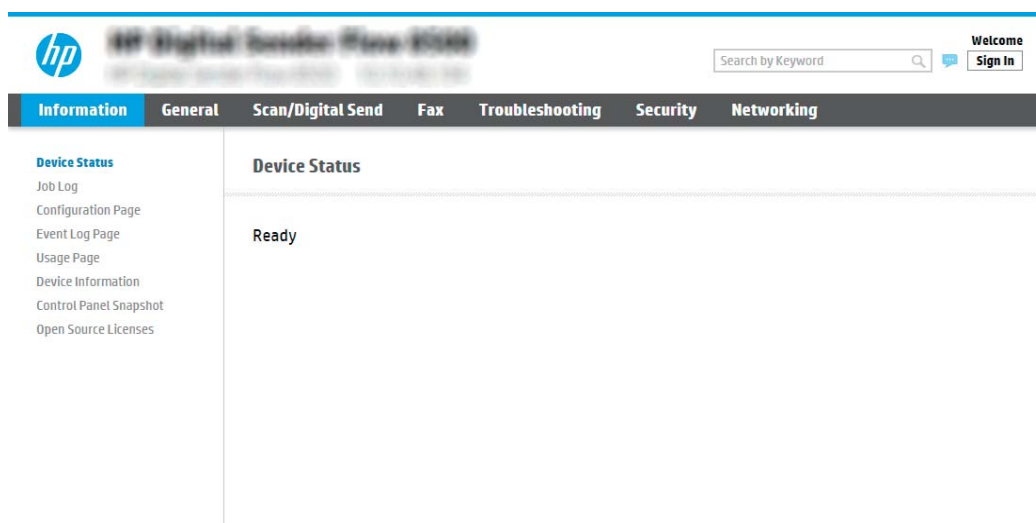 hp
Welcome
Search by Keyword
Sign In
Information General Scan/Digital Send Fax Troubleshooting Security Networking
Device Status
Job Log
Configuration Page
Event Log Page
Usage Page
Device Information
Control Panel Snapshot
Open Source Licenses
Device Status
Ready